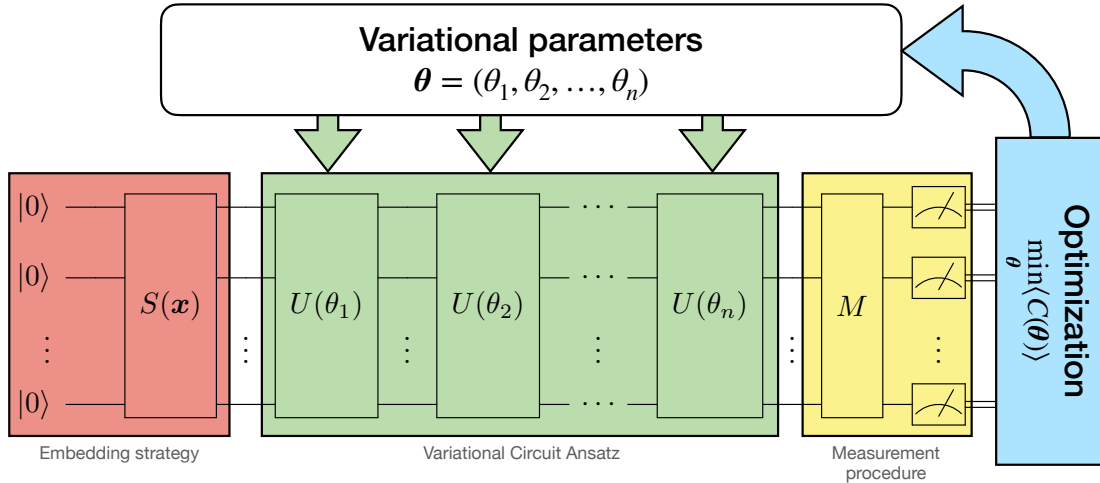 Variational parameters
θ = (θ₁, θ₂, …, θₙ)
|0⟩
|0⟩
⋮
|0⟩
S(x)
⋮
U(θ₁)
⋮
U(θ₂)
⋯
⋯
⋮
⋯
U(θₙ)
⋮
M
⋮
Optimization
min⟨C(θ)⟩
θ
Embedding strategy
Variational Circuit Ansatz
Measurement
procedure